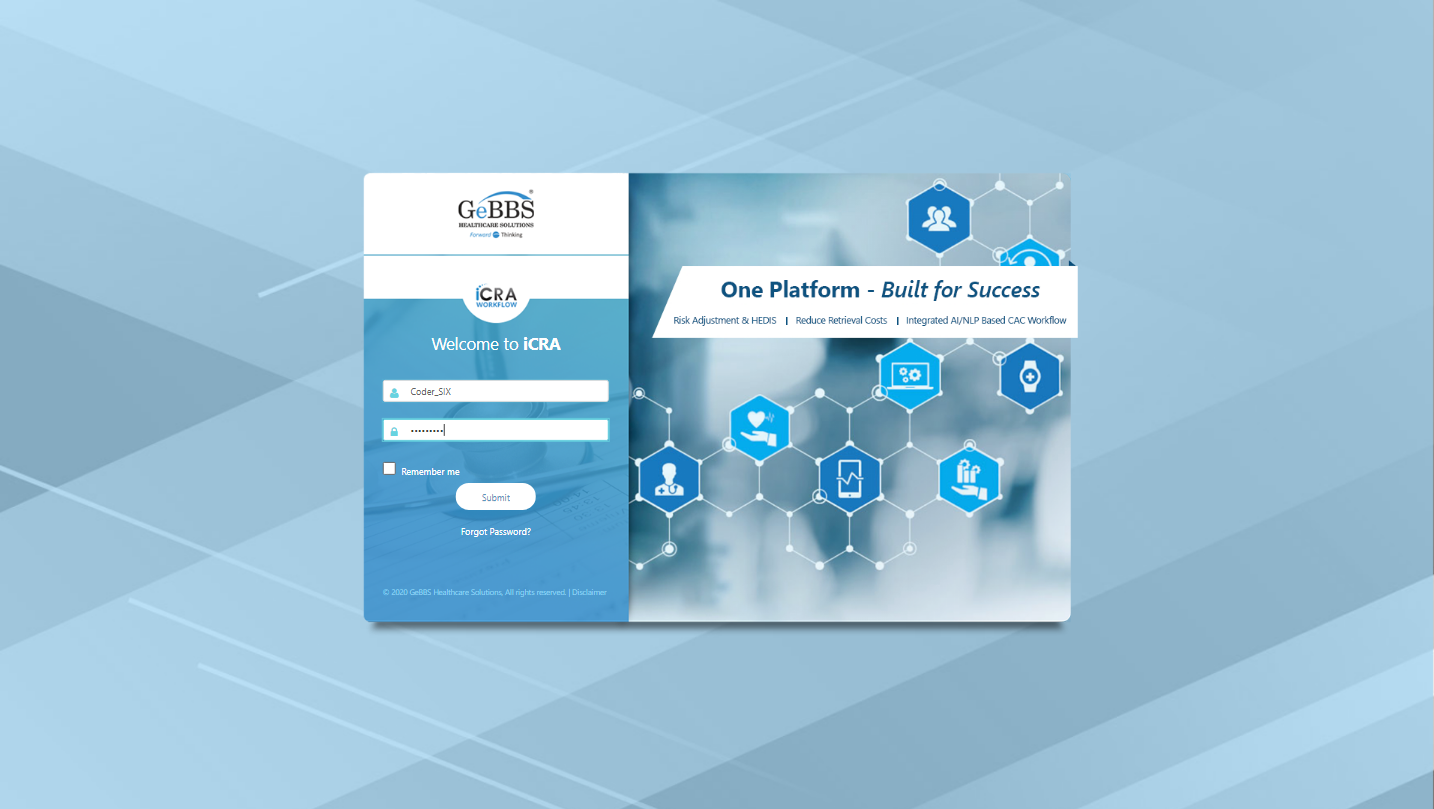 GeBBS®
HEALTHCARE SOLUTIONS
Forward Thinking
iCRA
WORKFLOW
Welcome to iCRA
Coder_SIX
•••••••••
Remember me
Submit
Forgot Password?
© 2020 GeBBS Healthcare Solutions, All rights reserved. | Disclaimer
One Platform - Built for Success
Risk Adjustment & HEDIS | Reduce Retrieval Costs | Integrated AI/NLP Based CAC Workflow